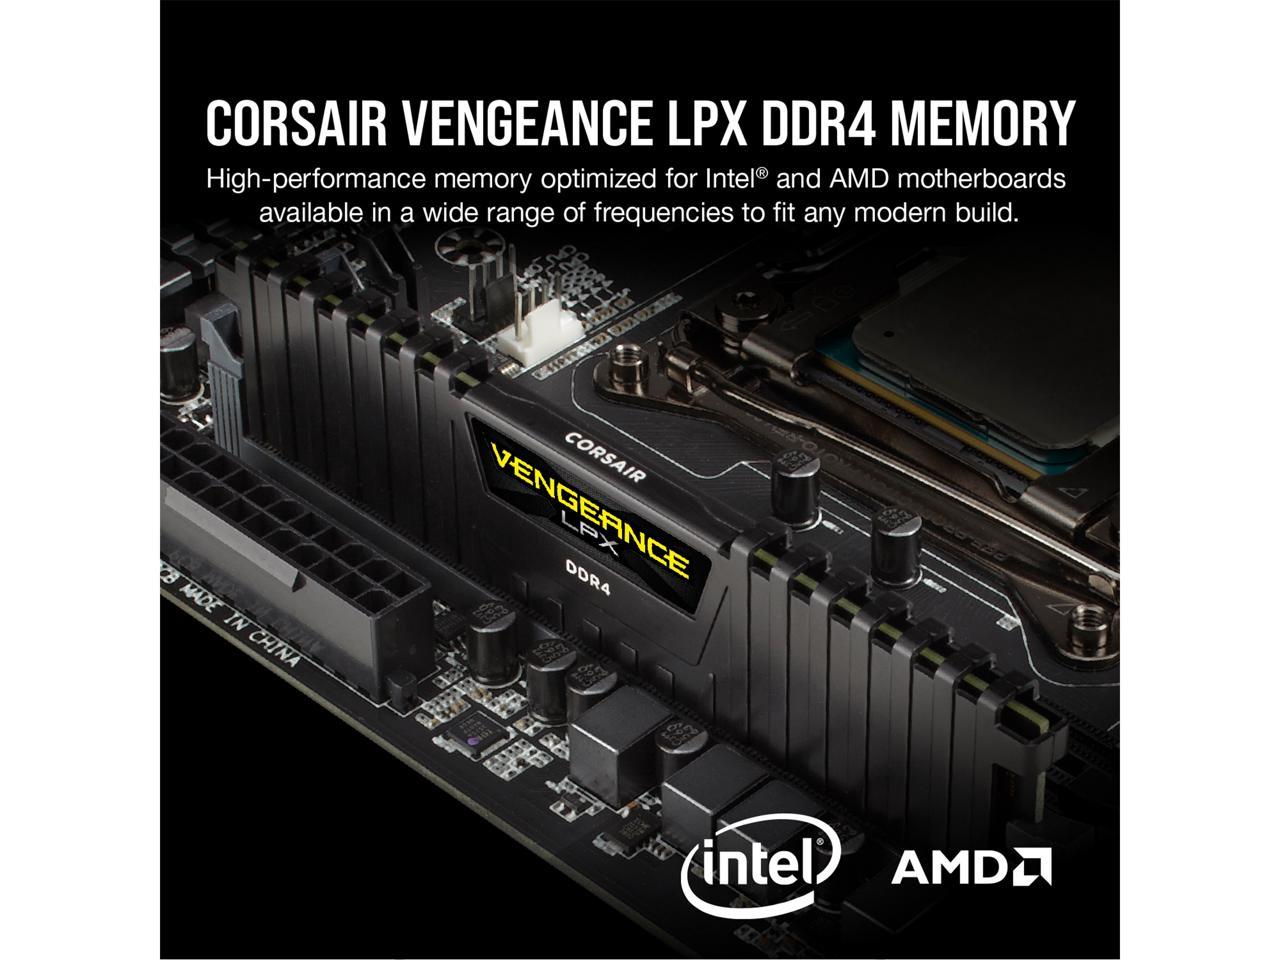 CORSAIR VENGEANCE LPX DDR4 MEMORY
High-performance memory optimized for Intel® and AMD motherboards
available in a wide range of frequencies to fit any modern build.
CORSAIR
VENGEANCE
LPX
DDR4
MADE IN CHINA
intel®
AMD